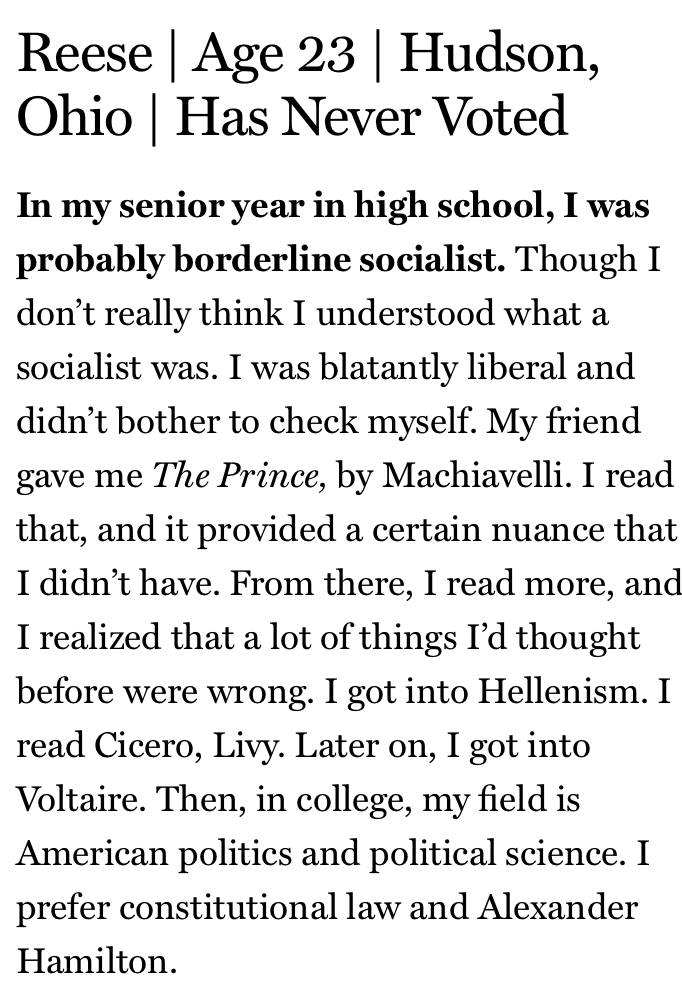 Reese | Age 23 | Hudson,
Ohio | Has Never Voted
In my senior year in high school, I was
probably borderline socialist. Though I
don’t really think I understood what a
socialist was. I was blatantly liberal and
didn’t bother to check myself. My friend
gave me The Prince, by Machiavelli. I read
that, and it provided a certain nuance that
I didn’t have. From there, I read more, and
I realized that a lot of things I’d thought
before were wrong. I got into Hellenism. I
read Cicero, Livy. Later on, I got into
Voltaire. Then, in college, my field is
American politics and political science. I
prefer constitutional law and Alexander
Hamilton.